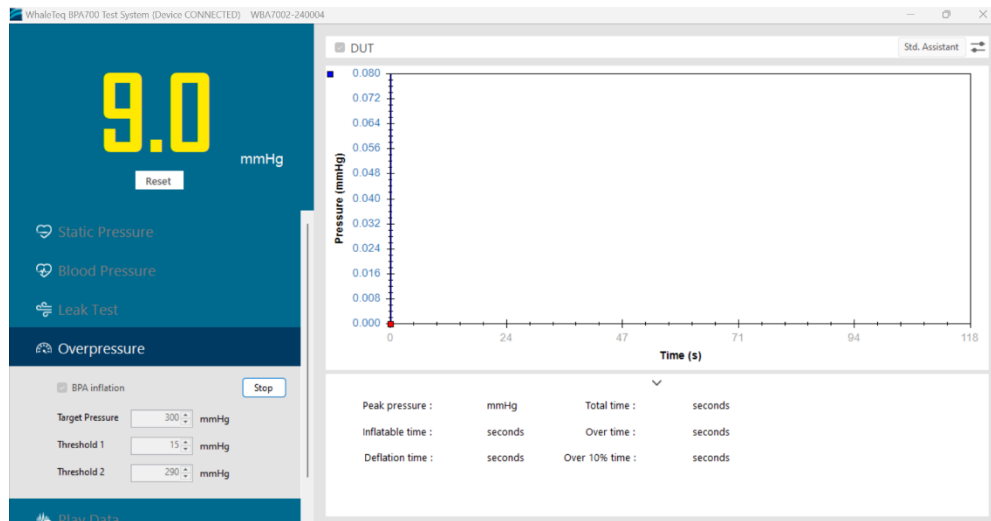 WhaleTeq BPA700 Test System (Device CONNECTED) WBA7002-240004
9.0 mmHg
Reset
Static Pressure
Blood Pressure
Leak Test
Overpressure
BPA inflation Stop
Target Pressure 300 mmHg
Threshold 1 15 mmHg
Threshold 2 290 mmHg
Play Data
DUT Std. Assistant
Pressure (mmHg)
0.080
0.072
0.064
0.056
0.048
0.040
0.032
0.024
0.016
0.008
0.000
0 24 47 71 94 118
Time (s)
Peak pressure : mmHg Total time : seconds
Inflatable time : seconds Over time : seconds
Deflation time : seconds Over 10% time : seconds